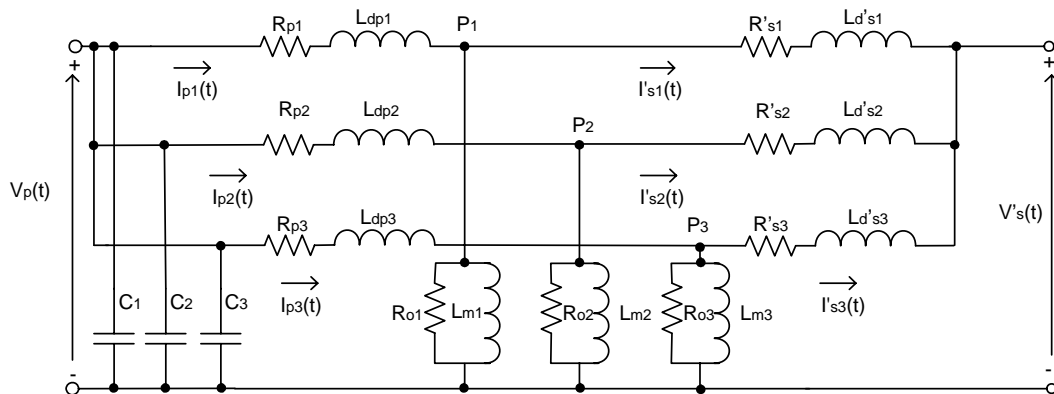 Rp1 Ldp1 P1 R's1 Ld's1
+ +
Ip1(t) I's1(t)
Rp2 Ldp2 P2 R's2 Ld's2
Vp(t) Ip2(t) I's2(t) V's(t)
Rp3 Ldp3 P3 R's3 Ld's3
C1 C2 C3 Ip3(t) Ro1 Lm1 Ro2 Lm2 Ro3 Lm3 I's3(t)
- -